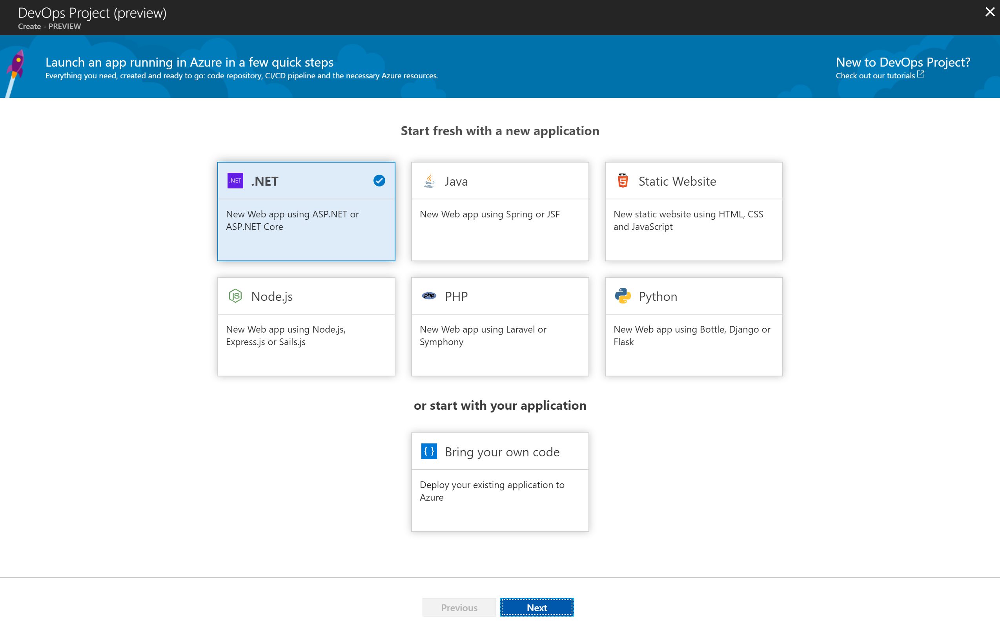 DevOps Project (preview)
Create - PREVIEW
Launch an app running in Azure in a few quick steps
Everything you need, created and ready to go: code repository, CI/CD pipeline and the necessary Azure resources.
New to DevOps Project?
Check out our tutorials
Start fresh with a new application
.NET
.NET
New Web app using ASP.NET or
ASP.NET Core
Java
New Web app using Spring or JSF
HTML
5
Static Website
New static website using HTML, CSS
and JavaScript
JS
Node.js
New Web app using Node.js,
Express.js or Sails.js
php
PHP
New Web app using Laravel or
Symphony
Python
New Web app using Bottle, Django or
Flask
or start with your application
{ }
Bring your own code
Deploy your existing application to
Azure
Previous
Next